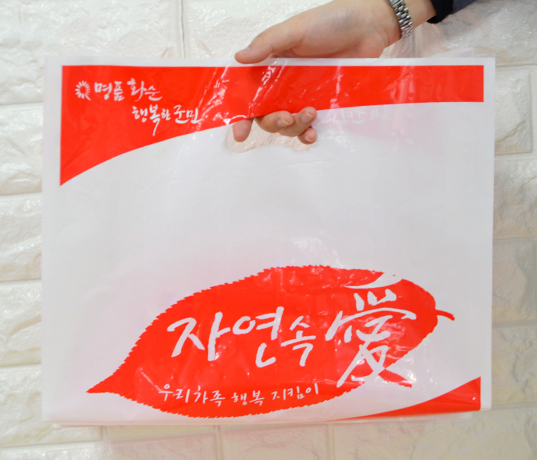 명품 화순
행복한 군민
자연속 愛
우리가족 행복 지킴이